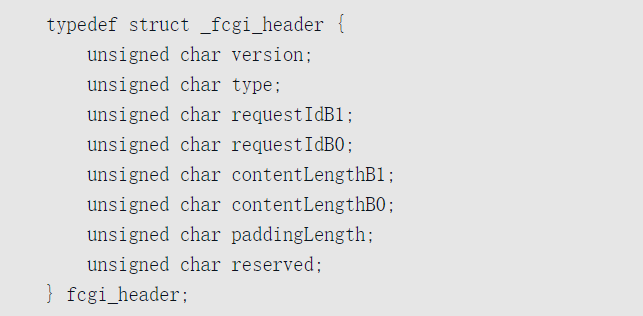 typedef struct _fcgi_header {
    unsigned char version;
    unsigned char type;
    unsigned char requestIdB1;
    unsigned char requestIdB0;
    unsigned char contentLengthB1;
    unsigned char contentLengthB0;
    unsigned char paddingLength;
    unsigned char reserved;
} fcgi_header;